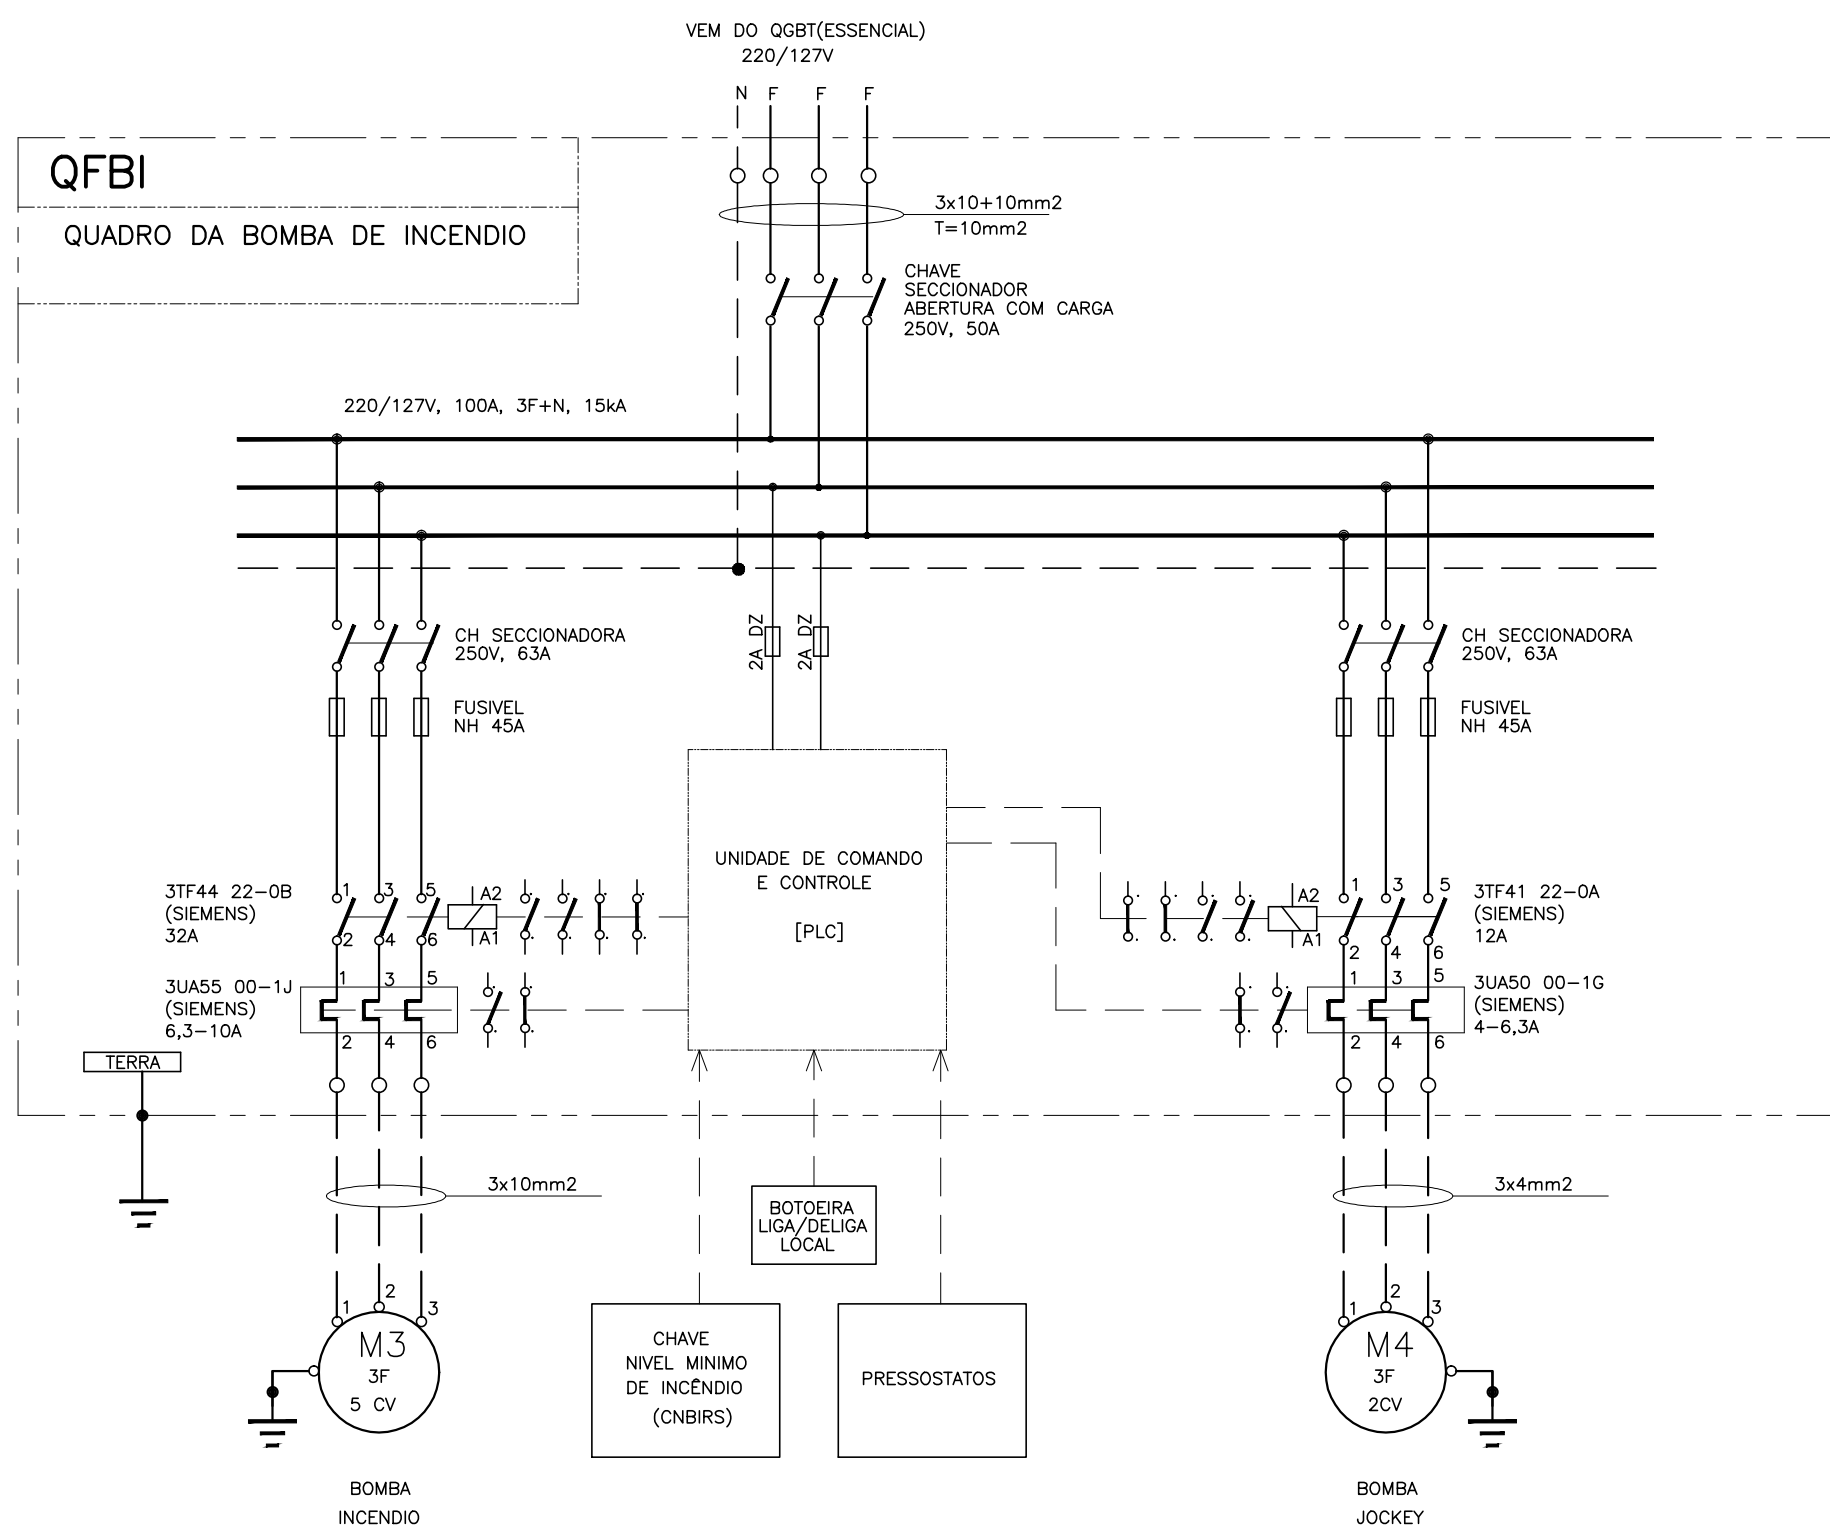 VEM DO QGBT(ESSENCIAL)
220/127V
N F F F
QFBI
QUADRO DA BOMBA DE INCENDIO
3x10+10mm2
T=10mm2
CHAVE
SECCIONADOR
ABERTURA COM CARGA
250V, 50A
220/127V, 100A, 3F+N, 15kA
CH SECCIONADORA
250V, 63A
FUSIVEL
NH 45A
2A DZ
2A DZ
CH SECCIONADORA
250V, 63A
FUSIVEL
NH 45A
UNIDADE DE COMANDO
E CONTROLE
[PLC]
3TF44 22-0B
(SIEMENS)
32A
1 3 5
A2
A1
2 4 6
3UA55 00-1J
(SIEMENS)
6,3-10A
1 3 5
2 4 6
A2
A1
1 3 5
2 4 6
3TF41 22-0A
(SIEMENS)
12A
1 3 5
2 4 6
3UA50 00-1G
(SIEMENS)
4-6,3A
TERRA
3x10mm2
BOTOEIRA
LIGA/DELIGA
LOCAL
3x4mm2
1 2 3
M3
3F
5 CV
CHAVE
NIVEL MINIMO
DE INCÊNDIO
(CNBIRS)
PRESSOSTATOS
1 2 3
M4
3F
2CV
BOMBA
INCENDIO
BOMBA
JOCKEY